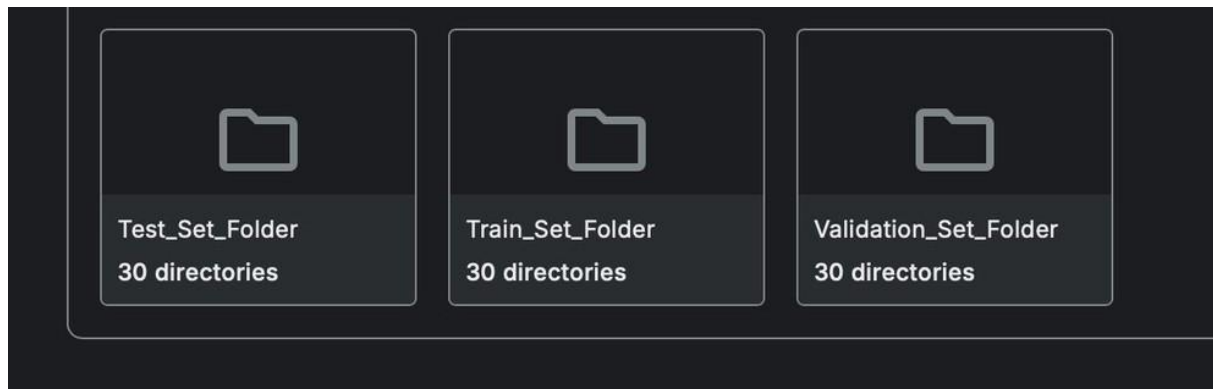 Test_Set_Folder
30 directories
Train_Set_Folder
30 directories
Validation_Set_Folder
30 directories